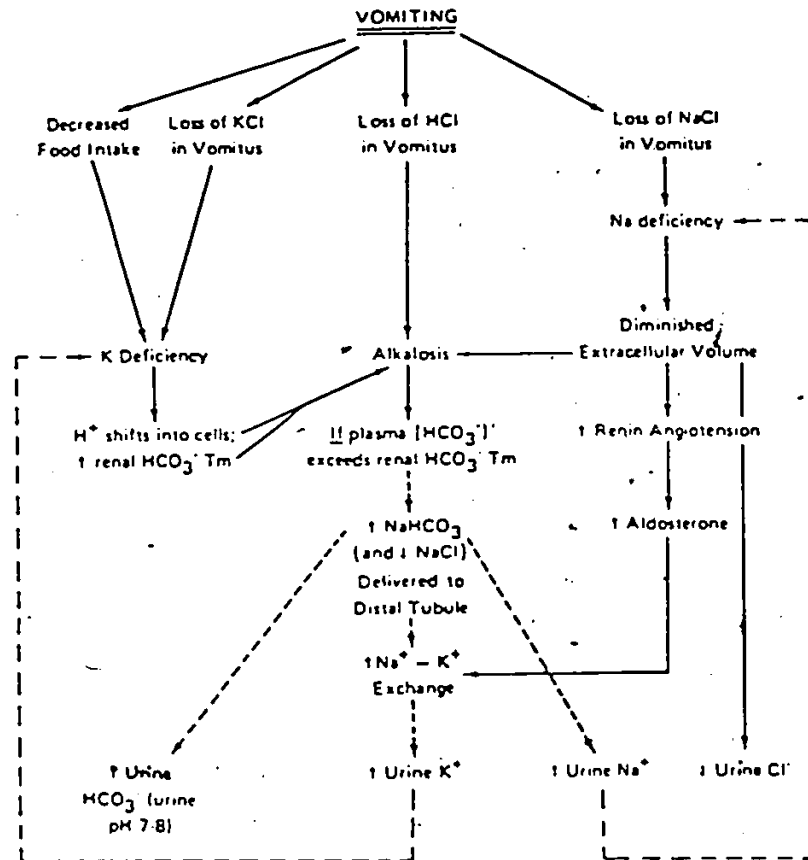 VOMITING
Decreased
Food Intake
Loss of KCl
in Vomitus
Loss of HCl
in Vomitus
Loss of NaCl
in Vomitus
Na deficiency
Diminished
Extracellular Volume
K Deficiency
Alkalosis
H⁺ shifts into cells;
↑ renal HCO₃⁻ Tm
If plasma [HCO₃⁻]
exceeds renal HCO₃⁻ Tm
↑ Renin Angiotension
↑ NaHCO₃
(and ↓ NaCl)
Delivered to
Distal Tubule
↑ Aldosterone
↑Na⁺ – K⁺
Exchange
↑ Urine
HCO₃⁻ (urine
pH 7-8)
↑ Urine K⁺
↑ Urine Na⁺
↓ Urine Cl⁻